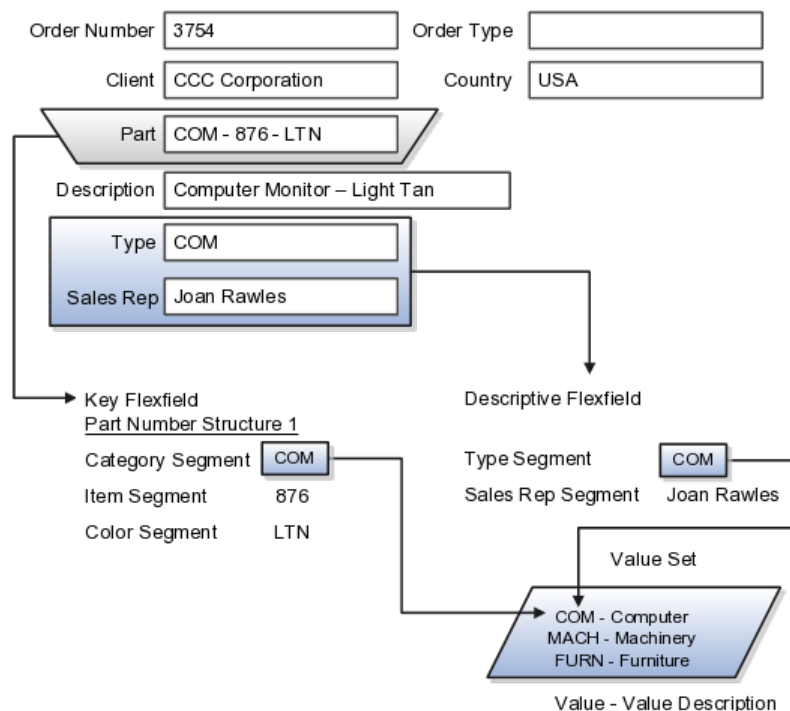 Order Number 3754 Order Type
Client CCC Corporation Country USA
Part COM - 876 - LTN
Description Computer Monitor – Light Tan
Type COM
Sales Rep Joan Rawles
Key Flexfield
Part Number Structure 1
Category Segment COM
Item Segment 876
Color Segment LTN
Descriptive Flexfield
Type Segment COM
Sales Rep Segment Joan Rawles
Value Set
COM - Computer
MACH - Machinery
FURN - Furniture
Value - Value Description